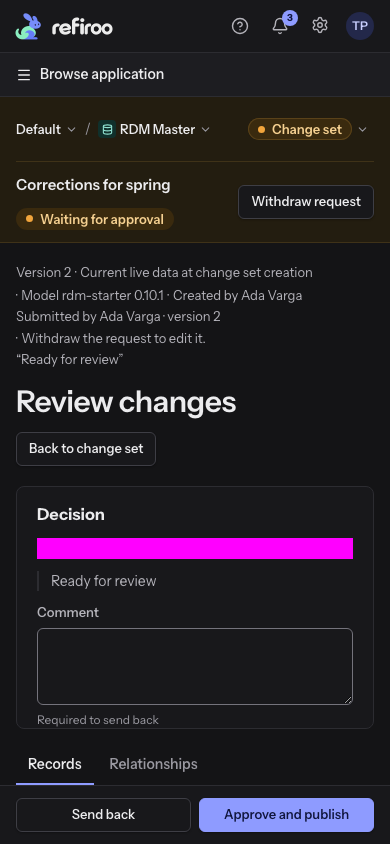 refiroo
3
TP
Browse application
Default / RDM Master
Change set
Corrections for spring
Waiting for approval
Withdraw request
Version 2 · Current live data at change set creation
· Model rdm-starter 0.10.1 · Created by Ada Varga
Submitted by Ada Varga · version 2
· Withdraw the request to edit it.
“Ready for review”
Review changes
Back to change set
Decision
Ready for review
Comment
Required to send back
Records
Relationships
Send back
Approve and publish